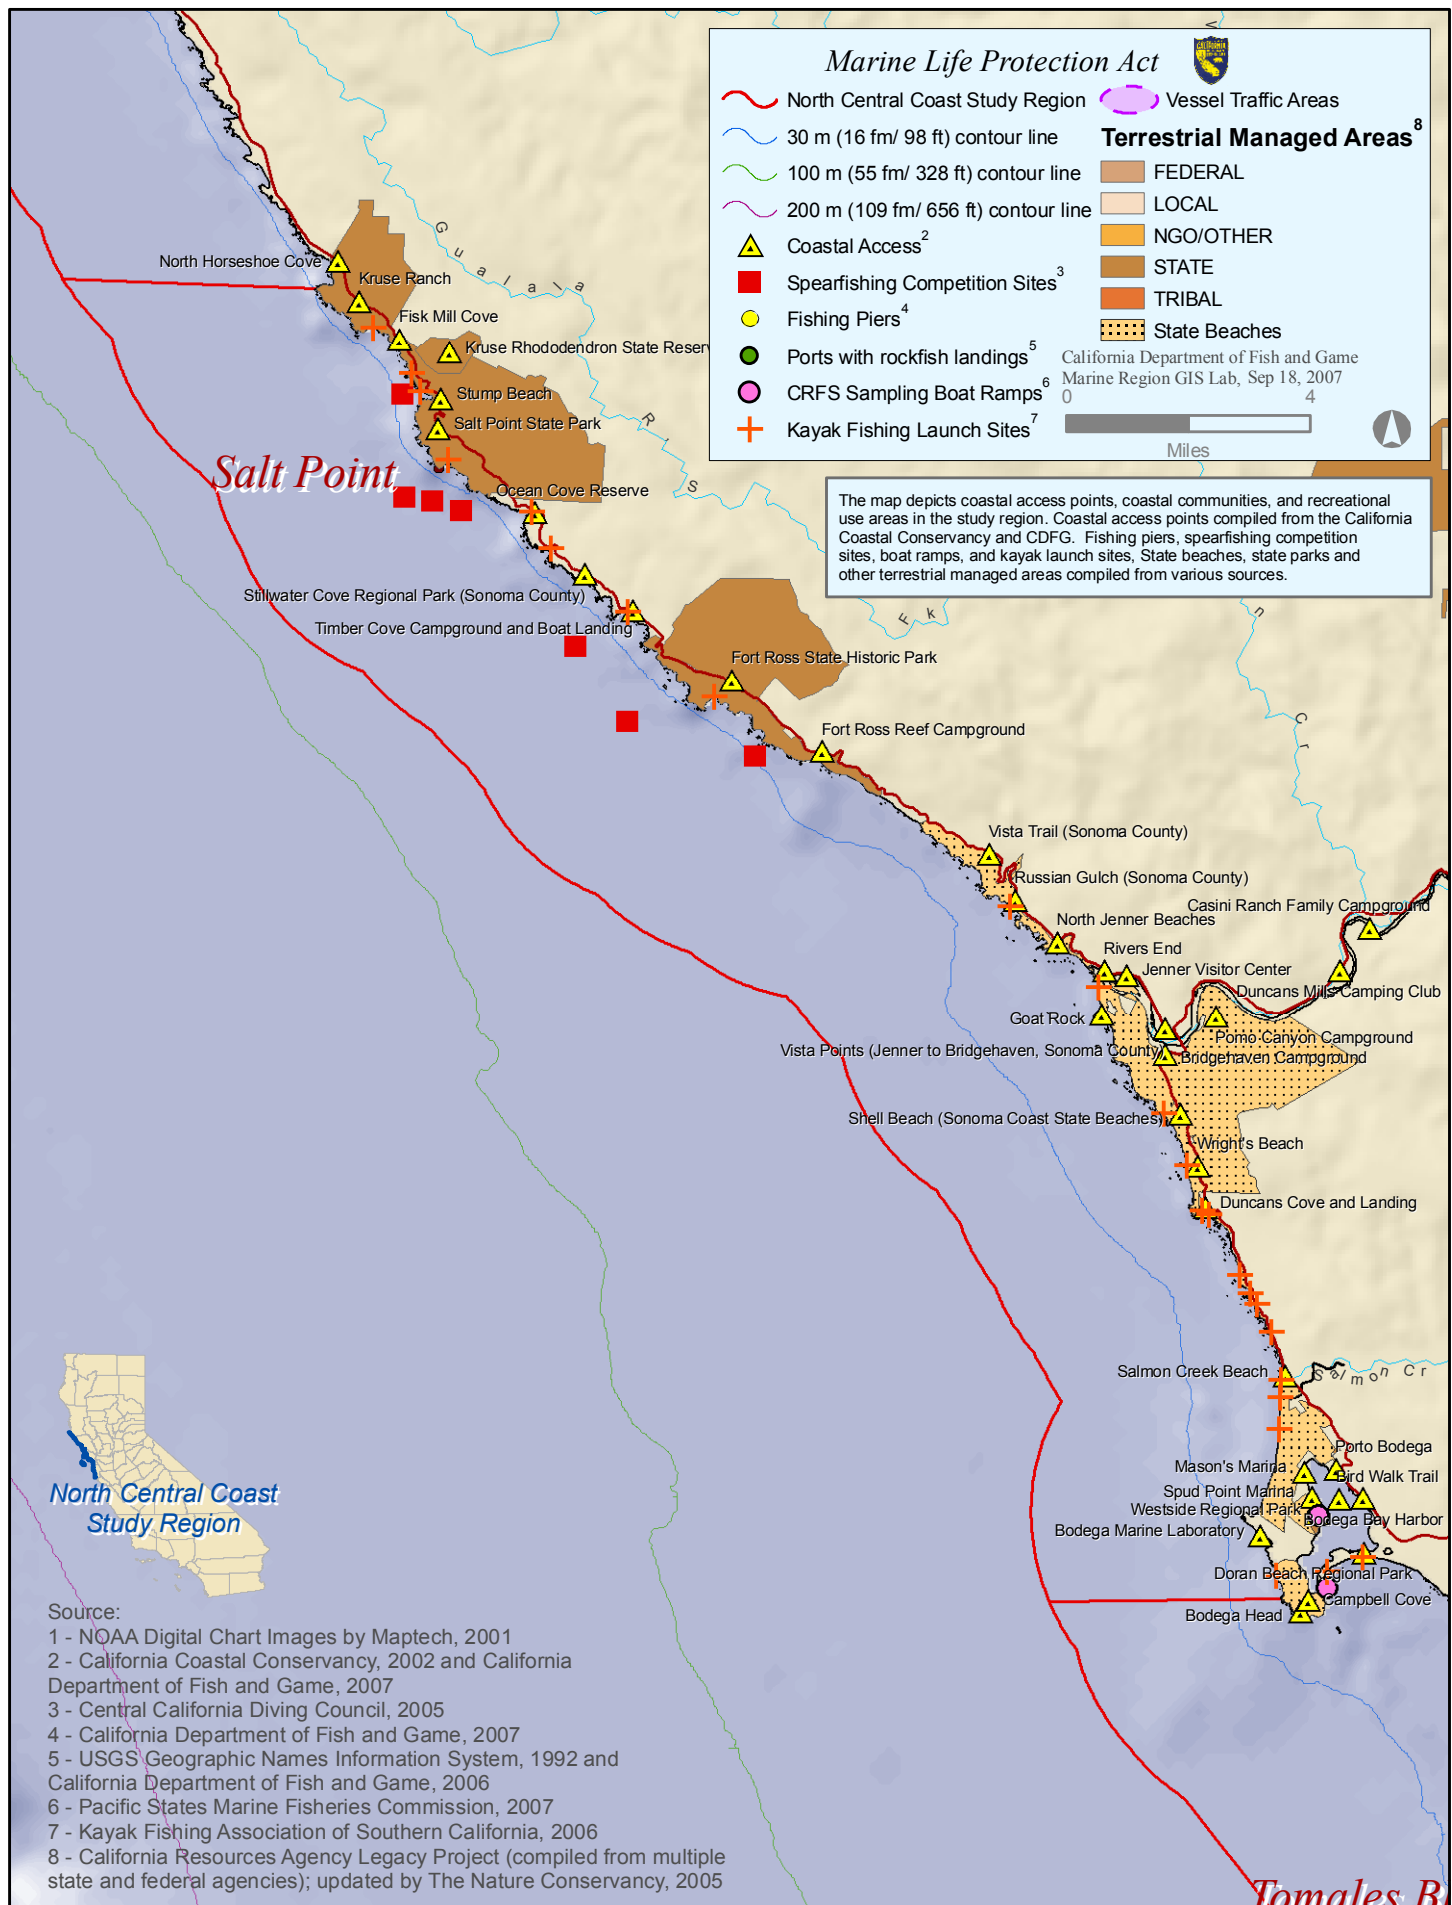 Marine Life Protection Act
North Central Coast Study Region
30 m (16 fm/ 98 ft) contour line
100 m (55 fm/ 328 ft) contour line
200 m (109 fm/ 656 ft) contour line
Coastal Access2
Spearfishing Competition Sites3
Fishing Piers4
Ports with rockfish landings5
CRFS Sampling Boat Ramps6
Kayak Fishing Launch Sites7
Vessel Traffic Areas
Terrestrial Managed Areas8
FEDERAL
LOCAL
NGO/OTHER
STATE
TRIBAL
State Beaches
California Department of Fish and Game
Marine Region GIS Lab, Sep 18, 2007
0 4
Miles
The map depicts coastal access points, coastal communities, and recreational
use areas in the study region. Coastal access points compiled from the California
Coastal Conservancy and CDFG. Fishing piers, spearfishing competition
sites, boat ramps, and kayak launch sites, State beaches, state parks and
other terrestrial managed areas compiled from various sources.
Gualala
R i s
F k
C r
North Horseshoe Cove
Kruse Ranch
Fisk Mill Cove
Kruse Rhododendron State Reserv
Stump Beach
Salt Point State Park
Salt Point
Ocean Cove Reserve
Stillwater Cove Regional Park (Sonoma County)
Timber Cove Campground and Boat Landing
Fort Ross State Historic Park
Fort Ross Reef Campground
Vista Trail (Sonoma County)
Russian Gulch (Sonoma County)
Casini Ranch Family Campground
North Jenner Beaches
Rivers End
Jenner Visitor Center
Duncans Mills Camping Club
Goat Rock
Pomo Canyon Campground
Vista Points (Jenner to Bridgehaven, Sonoma County
Bridgehaven Campground
Shell Beach (Sonoma Coast State Beaches)
Wright's Beach
Duncans Cove and Landing
Salmon Creek Beach
Salmon Cr
Porto Bodega
Mason's Marina
Bird Walk Trail
Spud Point Marina
Westside Regional Park
Bodega Bay Harbor
Bodega Marine Laboratory
Doran Beach Regional Park
Campbell Cove
Bodega Head
North Central Coast
Study Region
Source:
1 - NOAA Digital Chart Images by Maptech, 2001
2 - California Coastal Conservancy, 2002 and California
Department of Fish and Game, 2007
3 - Central California Diving Council, 2005
4 - California Department of Fish and Game, 2007
5 - USGS Geographic Names Information System, 1992 and
California Department of Fish and Game, 2006
6 - Pacific States Marine Fisheries Commission, 2007
7 - Kayak Fishing Association of Southern California, 2006
8 - California Resources Agency Legacy Project (compiled from multiple
state and federal agencies); updated by The Nature Conservancy, 2005
Tomales B